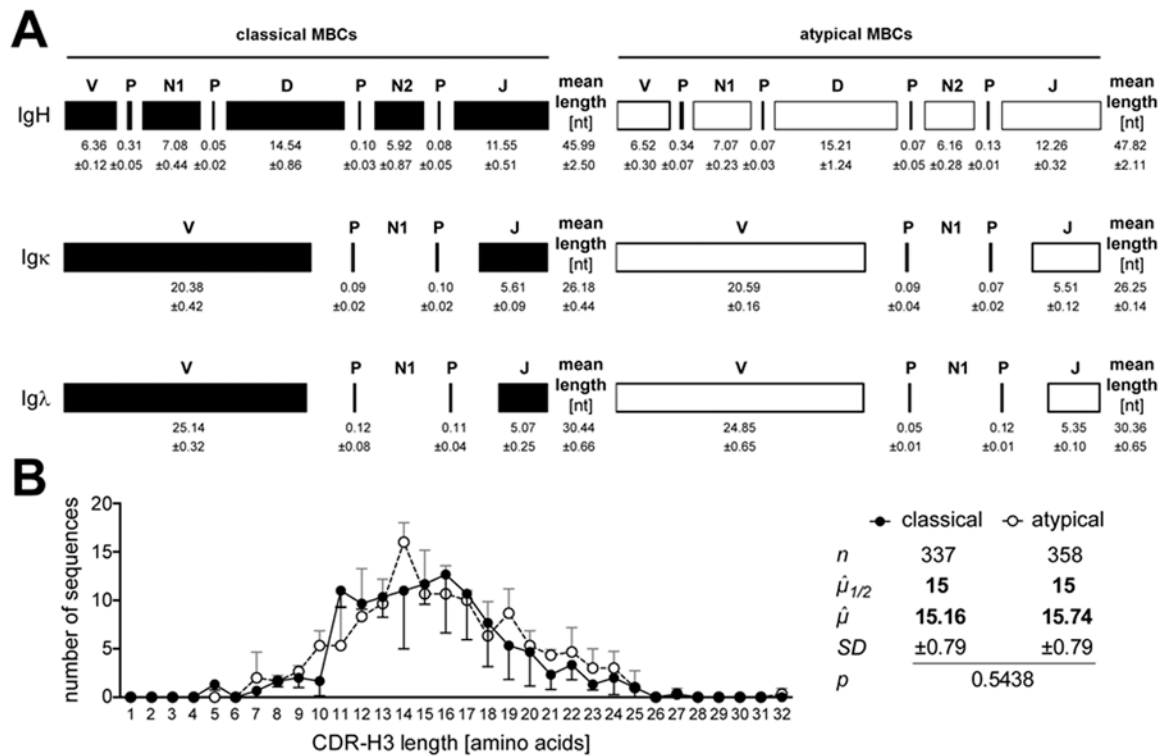 A
classical MBCs
atypical MBCs
V P N1 P D P N2 P J mean length [nt]
V P N1 P D P N2 P J mean length [nt]
IgH
6.36 0.31 7.08 0.05 14.54 0.10 5.92 0.08 11.55 45.99
±0.12 ±0.05 ±0.44 ±0.02 ±0.86 ±0.03 ±0.87 ±0.05 ±0.51 ±2.50
6.52 0.34 7.07 0.07 15.21 0.07 6.16 0.13 12.26 47.82
±0.30 ±0.07 ±0.23 ±0.03 ±1.24 ±0.05 ±0.28 ±0.01 ±0.32 ±2.11
V P N1 P J mean length [nt]
V P N1 P J mean length [nt]
Igκ
20.38 0.09 0.10 5.61 26.18
±0.42 ±0.02 ±0.02 ±0.09 ±0.44
20.59 0.09 0.07 5.51 26.25
±0.16 ±0.04 ±0.02 ±0.12 ±0.14
V P N1 P J mean length [nt]
V P N1 P J mean length [nt]
Igλ
25.14 0.12 0.11 5.07 30.44
±0.32 ±0.08 ±0.04 ±0.25 ±0.66
24.85 0.05 0.12 5.35 30.36
±0.65 ±0.01 ±0.01 ±0.10 ±0.65
B
number of sequences
20
15
10
5
0
1 2 3 4 5 6 7 8 9 10 11 12 13 14 15 16 17 18 19 20 21 22 23 24 25 26 27 28 29 30 31 32
CDR-H3 length [amino acids]
classical atypical
n 337 358
μ̂1/2 15 15
μ̂ 15.16 15.74
SD ±0.79 ±0.79
p 0.5438